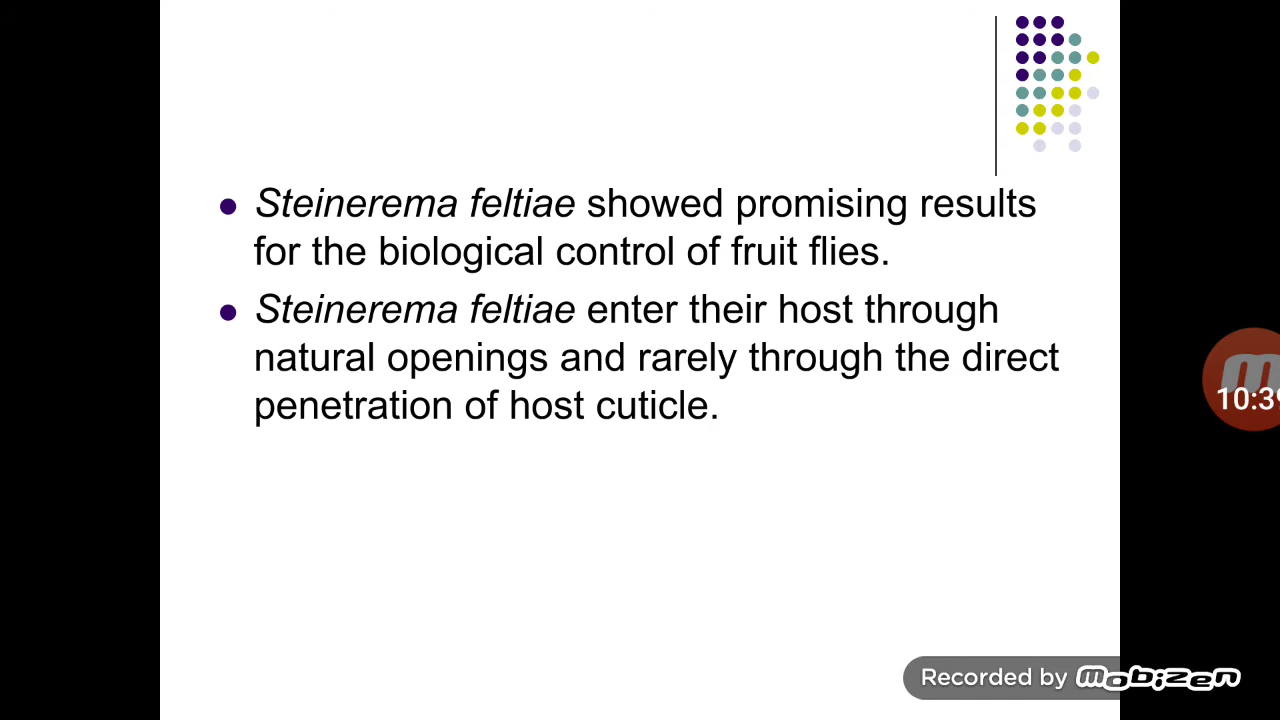 Steinerema feltiae showed promising results
for the biological control of fruit flies.
Steinerema feltiae enter their host through
natural openings and rarely through the direct
penetration of host cuticle.
10:39
Recorded by mobizen